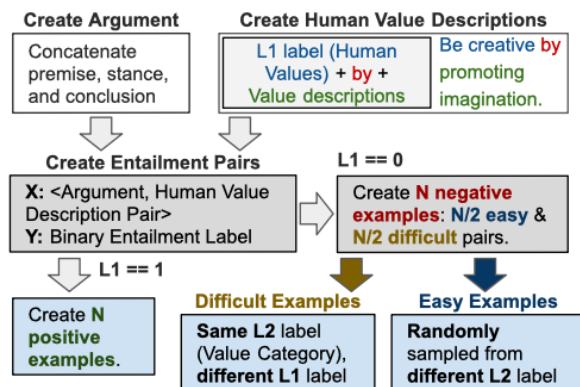 Create Argument
Concatenate
premise, stance,
and conclusion
Create Human Value Descriptions
L1 label (Human
Values) + by +
Value descriptions
Be creative by
promoting
imagination.
Create Entailment Pairs
X: <Argument, Human Value
Description Pair>
Y: Binary Entailment Label
L1 == 0
Create N negative
examples: N/2 easy &
N/2 difficult pairs.
L1 == 1
Create N
positive
examples.
Difficult Examples
Same L2 label
(Value Category),
different L1 label
Easy Examples
Randomly
sampled from
different L2 label